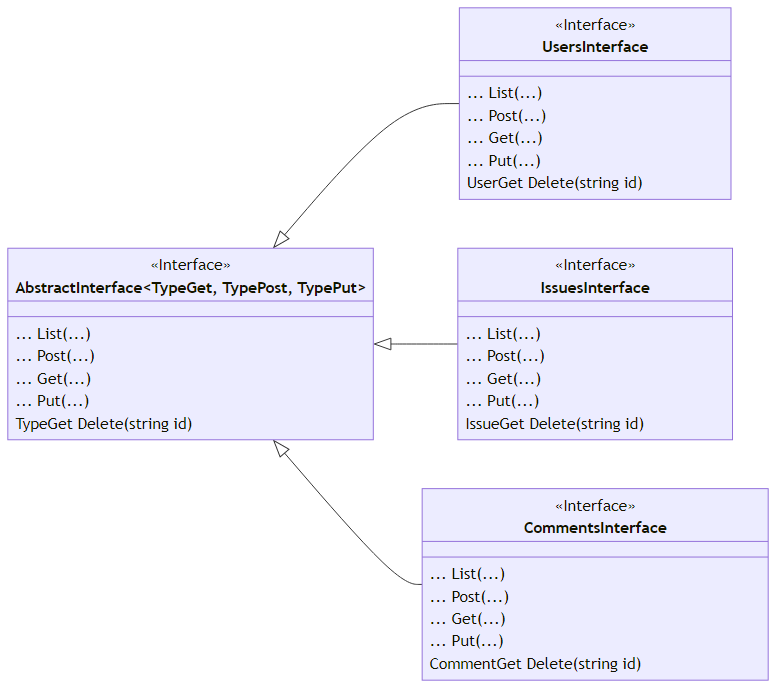 «Interface»
UsersInterface
... List(...)
... Post(...)
... Get(...)
... Put(...)
UserGet Delete(string id)
«Interface»
AbstractInterface<TypeGet, TypePost, TypePut>
... List(...)
... Post(...)
... Get(...)
... Put(...)
TypeGet Delete(string id)
«Interface»
IssuesInterface
... List(...)
... Post(...)
... Get(...)
... Put(...)
IssueGet Delete(string id)
«Interface»
CommentsInterface
... List(...)
... Post(...)
... Get(...)
... Put(...)
CommentGet Delete(string id)